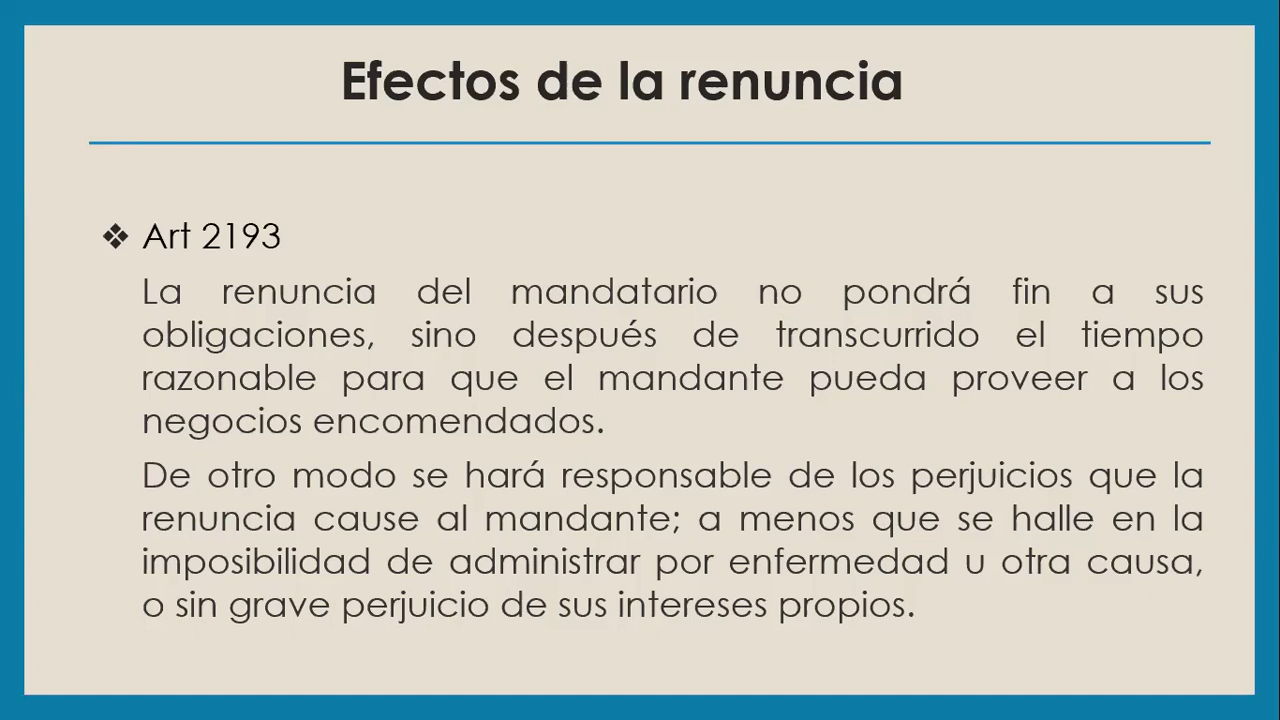 Efectos de la renuncia
❖ Art 2193
La renuncia del mandatario no pondrá fin a sus
obligaciones, sino después de transcurrido el tiempo
razonable para que el mandante pueda proveer a los
negocios encomendados.
De otro modo se hará responsable de los perjuicios que la
renuncia cause al mandante; a menos que se halle en la
imposibilidad de administrar por enfermedad u otra causa,
o sin grave perjuicio de sus intereses propios.